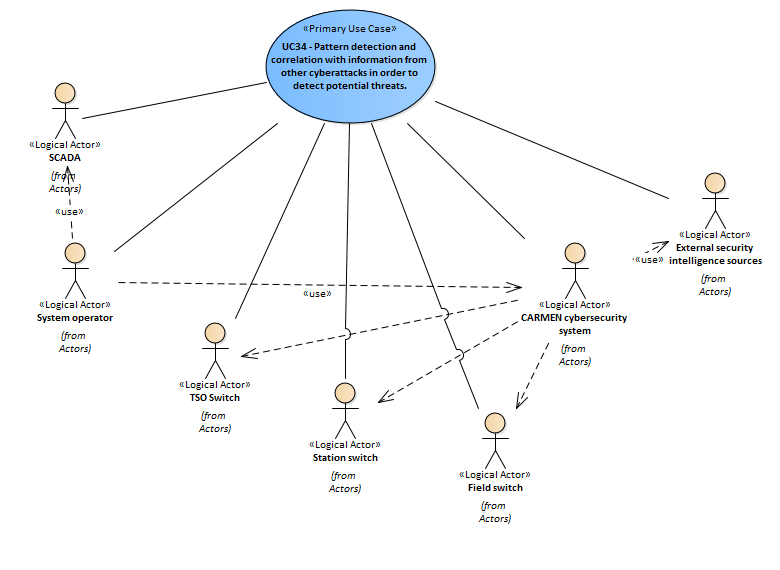 «Primary Use Case»
UC34 - Pattern detection and
correlation with information from
other cyberattacks in order to
detect potential threats.
«Logical Actor»
SCADA
(from
Actors)
«use»
«Logical Actor»
System operator
(from
Actors)
«use»
«Logical Actor»
TSO Switch
(from
Actors)
«Logical Actor»
Station switch
(from
Actors)
«Logical Actor»
Field switch
(from
Actors)
«Logical Actor»
CARMEN cybersecurity
system
(from
Actors)
«use»
«Logical Actor»
External security
intelligence sources
(from
Actors)